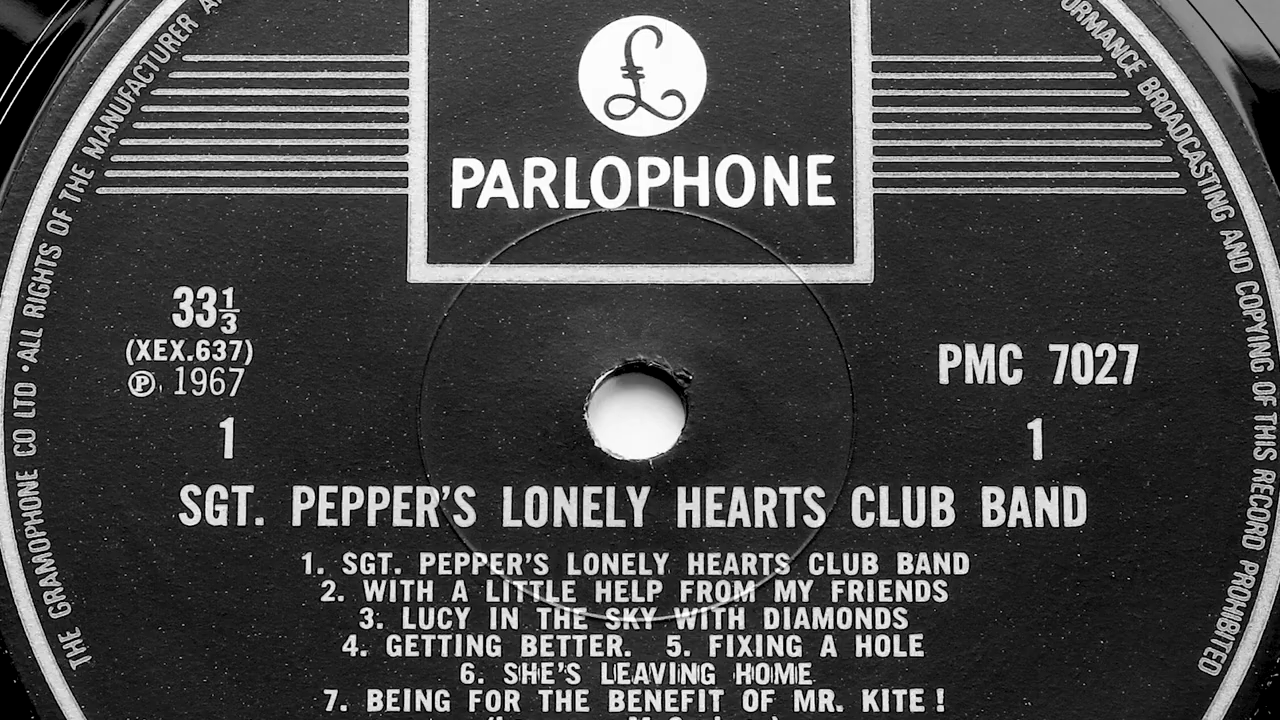 THE GRAMOPHONE CO LTD · ALL RIGHTS OF THE MANUFACTURER
ORMANCE BROADCASTING AND COPYING OF THIS RECORD PROHIBITED
£
PARLOPHONE
33⅓
(XEX.637)
℗ 1967
PMC 7027
1
1
SGT. PEPPER'S LONELY HEARTS CLUB BAND
1. SGT. PEPPER'S LONELY HEARTS CLUB BAND
2. WITH A LITTLE HELP FROM MY FRIENDS
3. LUCY IN THE SKY WITH DIAMONDS
4. GETTING BETTER. 5. FIXING A HOLE
6. SHE'S LEAVING HOME
7. BEING FOR THE BENEFIT OF MR. KITE!